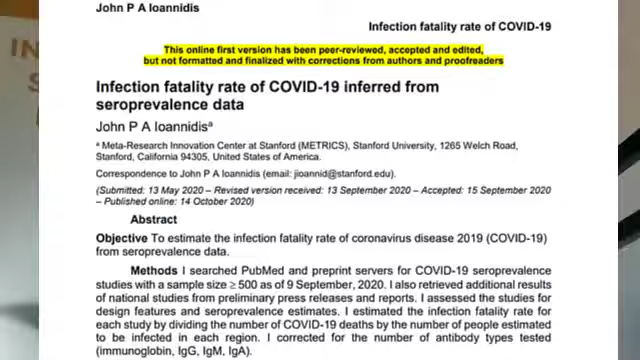 John P A Ioannidis
Infection fatality rate of COVID-19
This online first version has been peer-reviewed, accepted and edited,
but not formatted and finalized with corrections from authors and proofreaders
Infection fatality rate of COVID-19 inferred from
seroprevalence data
John P A Ioannidisª
ª Meta-Research Innovation Center at Stanford (METRICS), Stanford University, 1265 Welch Road,
Stanford, California 94305, United States of America.
Correspondence to John P A Ioannidis (email: jioannid@stanford.edu).
(Submitted: 13 May 2020 – Revised version received: 13 September 2020 – Accepted: 15 September 2020
– Published online: 14 October 2020)
Abstract
Objective To estimate the infection fatality rate of coronavirus disease 2019 (COVID-19)
from seroprevalence data.
Methods I searched PubMed and preprint servers for COVID-19 seroprevalence
studies with a sample size ≥ 500 as of 9 September, 2020. I also retrieved additional results
of national studies from preliminary press releases and reports. I assessed the studies for
design features and seroprevalence estimates. I estimated the infection fatality rate for
each study by dividing the number of COVID-19 deaths by the number of people estimated
to be infected in each region. I corrected for the number of antibody types tested
(immunoglobin, IgG, IgM, IgA).